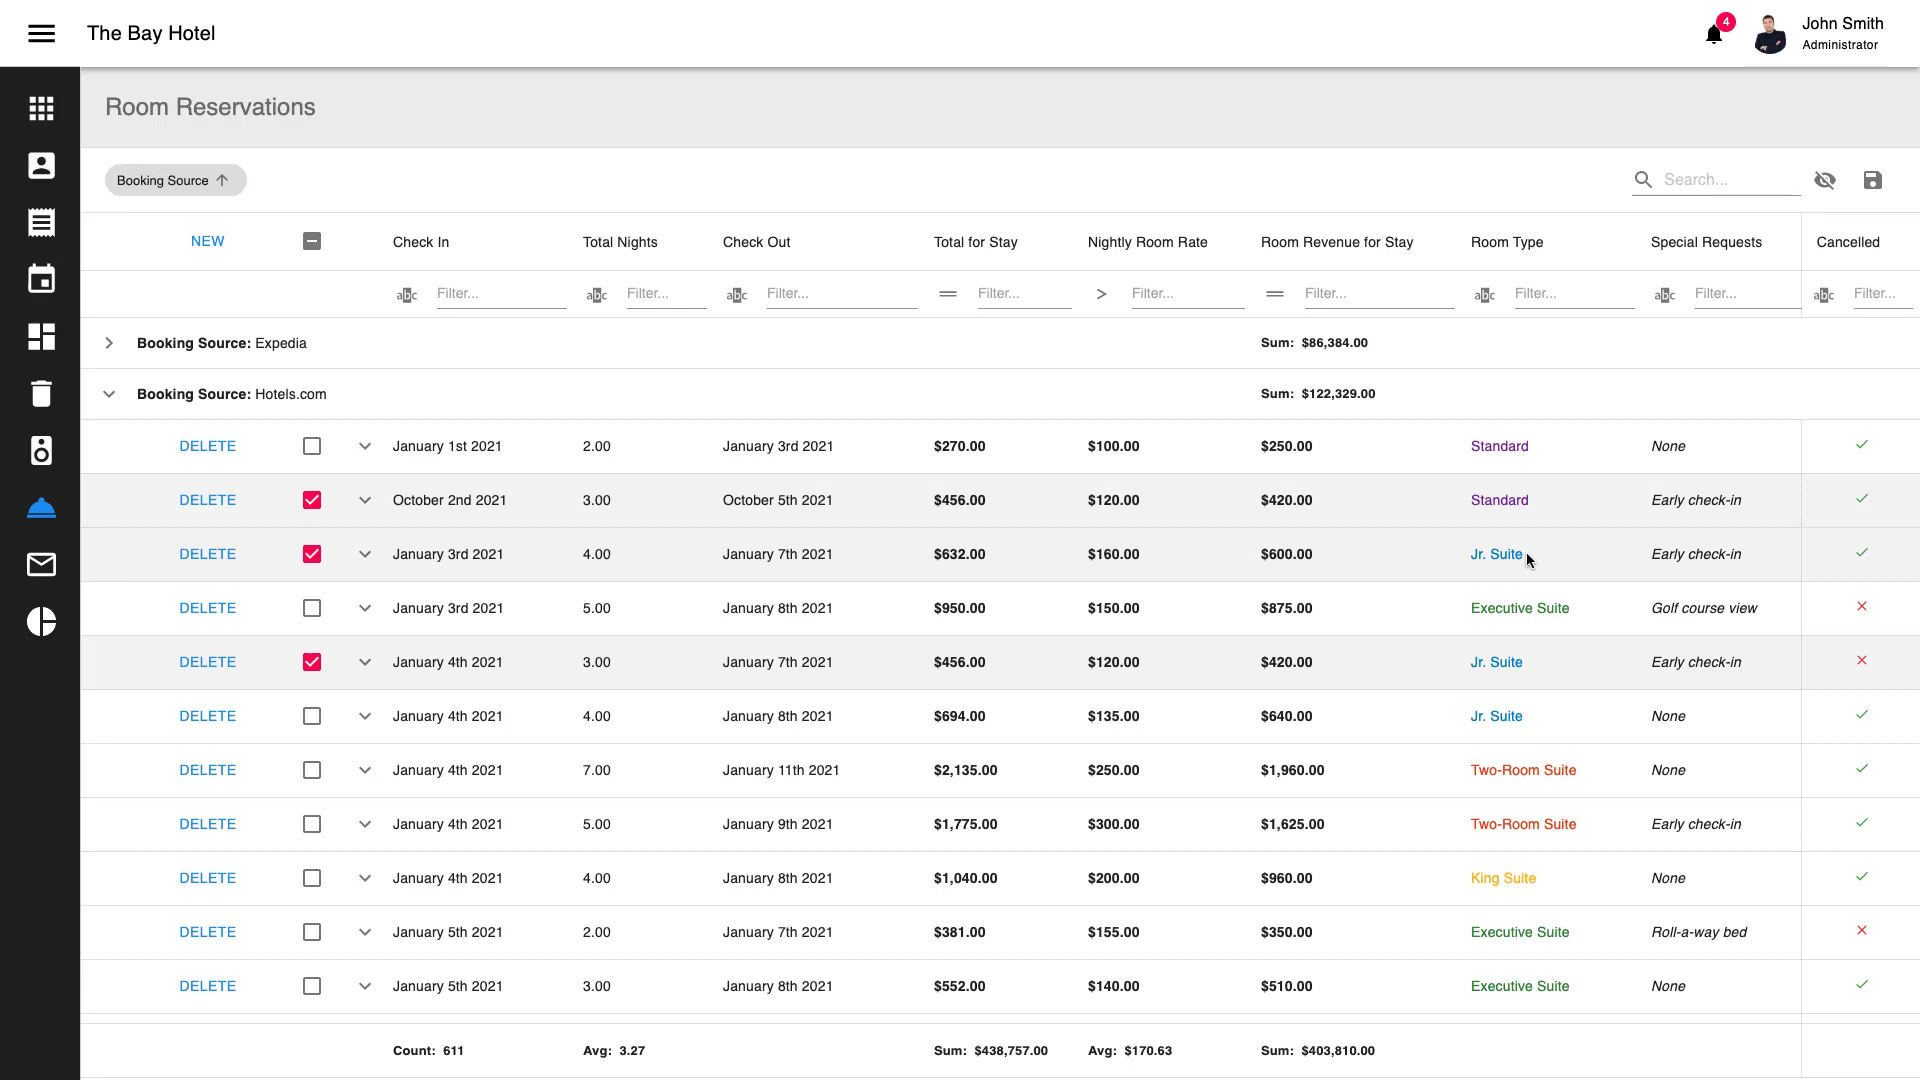 The Bay Hotel
4
John Smith
Administrator
Room Reservations
Booking Source
Search...
NEW Check In Total Nights Check Out Total for Stay Nightly Room Rate Room Revenue for Stay Room Type Special Requests Cancelled
abc Filter... abc Filter... abc Filter... = Filter... > Filter... = Filter... abc Filter... abc Filter... abc Filter...
Booking Source: Expedia Sum: $86,384.00
Booking Source: Hotels.com Sum: $122,329.00
DELETE January 1st 2021 2.00 January 3rd 2021 $270.00 $100.00 $250.00 Standard None
DELETE October 2nd 2021 3.00 October 5th 2021 $456.00 $120.00 $420.00 Standard Early check-in
DELETE January 3rd 2021 4.00 January 7th 2021 $632.00 $160.00 $600.00 Jr. Suite Early check-in
DELETE January 3rd 2021 5.00 January 8th 2021 $950.00 $150.00 $875.00 Executive Suite Golf course view
DELETE January 4th 2021 3.00 January 7th 2021 $456.00 $120.00 $420.00 Jr. Suite Early check-in
DELETE January 4th 2021 4.00 January 8th 2021 $694.00 $135.00 $640.00 Jr. Suite None
DELETE January 4th 2021 7.00 January 11th 2021 $2,135.00 $250.00 $1,960.00 Two-Room Suite None
DELETE January 4th 2021 5.00 January 9th 2021 $1,775.00 $300.00 $1,625.00 Two-Room Suite Early check-in
DELETE January 4th 2021 4.00 January 8th 2021 $1,040.00 $200.00 $960.00 King Suite None
DELETE January 5th 2021 2.00 January 7th 2021 $381.00 $155.00 $350.00 Executive Suite Roll-a-way bed
DELETE January 5th 2021 3.00 January 8th 2021 $552.00 $140.00 $510.00 Executive Suite None
Count: 611 Avg: 3.27 Sum: $438,757.00 Avg: $170.63 Sum: $403,810.00